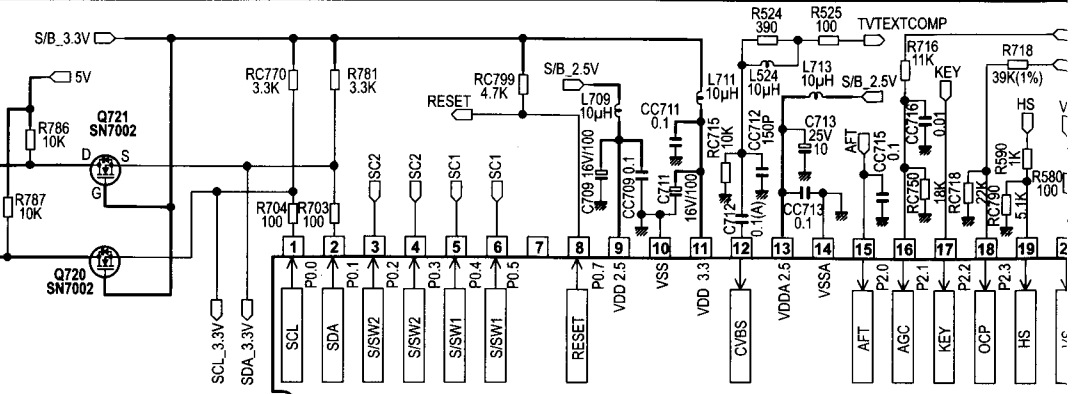 S/B_3.3V
5V
Q721
SN7002
R786
10K
D
S
G
R787
10K
Q720
SN7002
SCL_3.3V
SDA_3.3V
RC770
3.3K
R781
3.3K
R704
100
R703
100
RESET
RC799
4.7K
SC2
SC2
SC1
SC1
S/B_2.5V
L709
10µH
C709 16V/100
CC709 0.1
CC711
0.1
C711
16V/100
L711
10µH
R524
390
R525
100
TVTEXTCOMP
L524
10µH
L713
10µH
S/B_2.5V
RC715
10K
CC712
150P
C712
0.1(A)
C713
25V
10
CC713
0.1
AFT
CC715
0.1
R716
11K
CC716
0.01
KEY
RC750
18K
RC718
22K
R718
39K(1%)
HS
R590
1K
RC790
5.1K
R580
100
V
1
2
3
4
5
6
7
8
9
10
11
12
13
14
15
16
17
18
19
2
P0.0
P0.1
P0.2
P0.3
P0.4
P0.5
P0.7
VDD 2.5
VSS
VDD 3.3
VDDA 2.5
VSSA
P2.0
P2.1
P2.2
P2.3
SCL
SDA
S/SW2
S/SW2
S/SW1
S/SW1
RESET
CVBS
AFT
AGC
KEY
OCP
HS